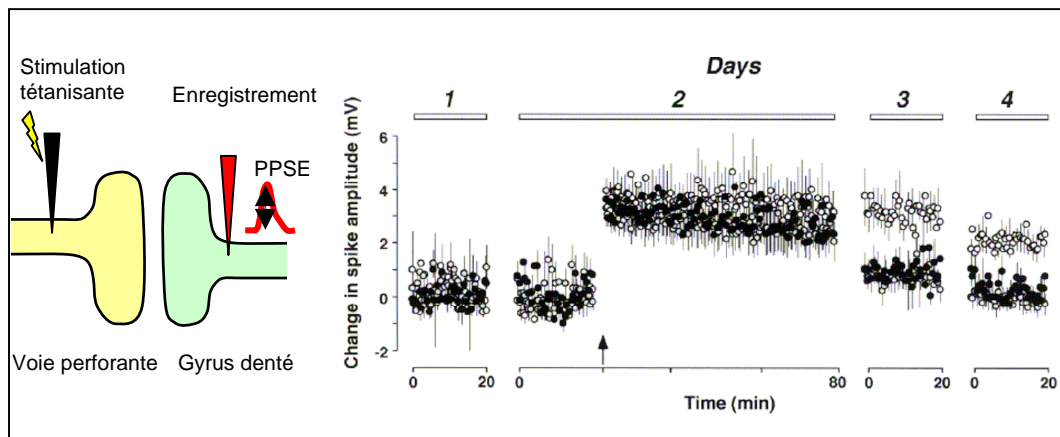 Stimulation
tétanisante
Enregistrement
PPSE
Voie perforante
Gyrus denté
Days
1
2
3
4
Change in spike amplitude (mV)
6
4
2
0
-2
0
20
0
80
0
20
0
20
Time (min)